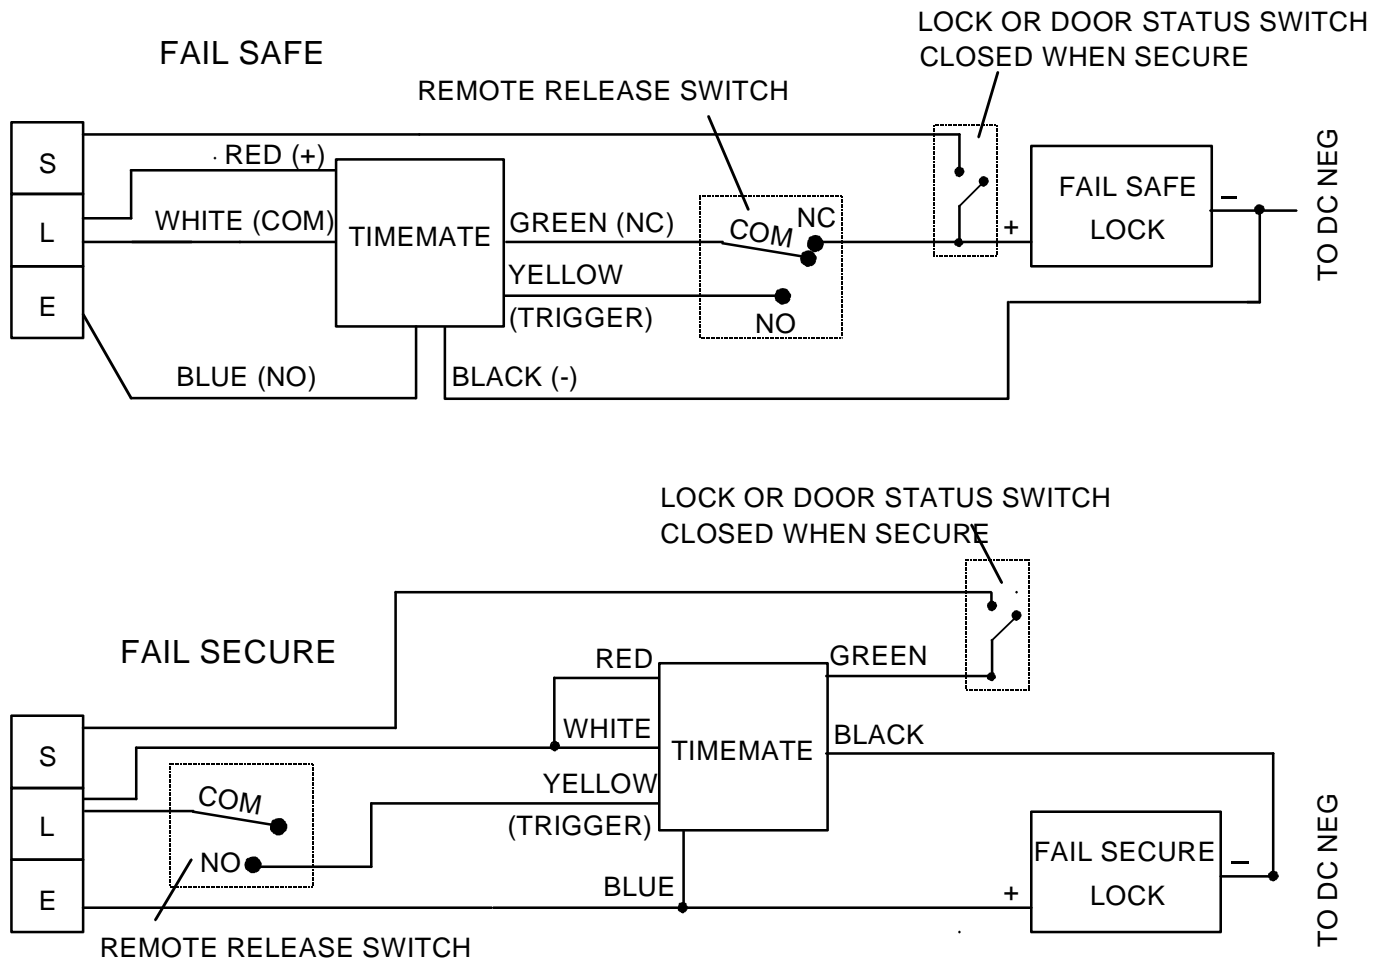 LOCK OR DOOR STATUS SWITCH
CLOSED WHEN SECURE
FAIL SAFE
REMOTE RELEASE SWITCH
S
RED (+)
L
WHITE (COM)
TIMEMATE
GREEN (NC)
COM
NC
+
FAIL SAFE
LOCK
–
TO DC NEG
E
YELLOW
(TRIGGER)
NO
BLUE (NO)
BLACK (-)
LOCK OR DOOR STATUS SWITCH
CLOSED WHEN SECURE
FAIL SECURE
RED
GREEN
S
WHITE
TIMEMATE
BLACK
YELLOW
(TRIGGER)
COM
L
NO
BLUE
E
+
FAIL SECURE
LOCK
–
TO DC NEG
REMOTE RELEASE SWITCH